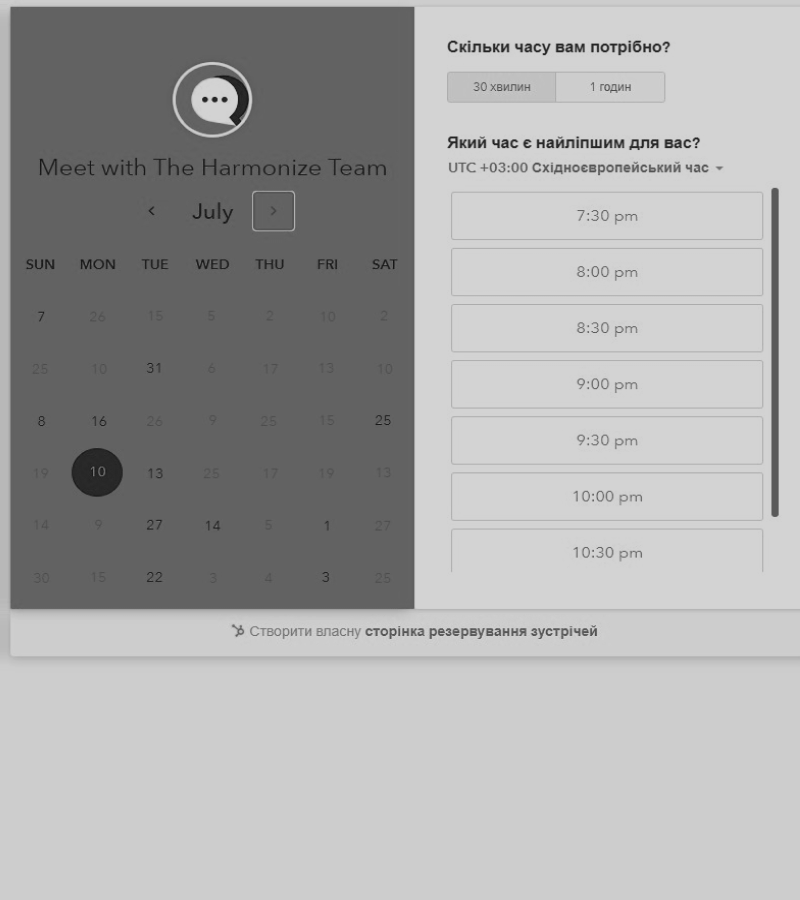 Meet with The Harmonize Team
July
SUN MON TUE WED THU FRI SAT
7 26 15 5 2 10 2
25 10 31 6 17 13 10
8 16 26 9 25 15 25
19 10 13 25 17 19 13
14 9 27 14 5 1 27
30 15 22 3 4 3 25
Скільки часу вам потрібно?
30 хвилин 1 годин
Який час є найліпшим для вас?
UTC +03:00 Східноєвропейський час
7:30 pm
8:00 pm
8:30 pm
9:00 pm
9:30 pm
10:00 pm
10:30 pm
Створити власну сторінка резервування зустрічей